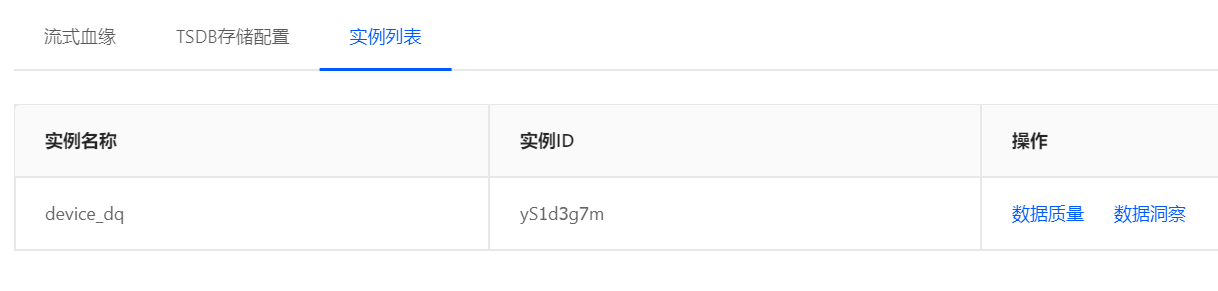 流式血缘 TSDB存储配置 实例列表
实例名称 实例ID 操作
device_dq yS1d3g7m 数据质量 数据洞察